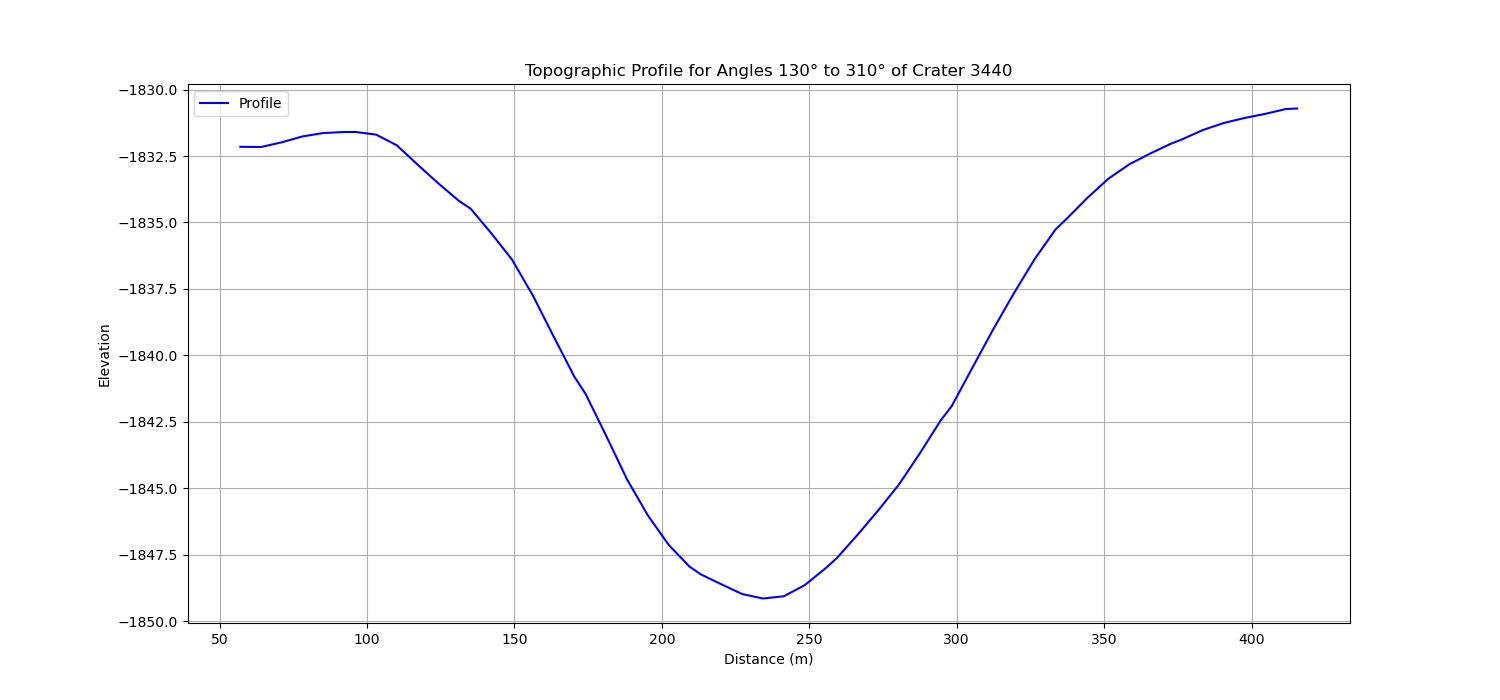 Topographic Profile for Angles 130° to 310° of Crater 3440
Profile
−1830.0
−1832.5
−1835.0
−1837.5
−1840.0
−1842.5
−1845.0
−1847.5
−1850.0
Elevation
50 100 150 200 250 300 350 400
Distance (m)